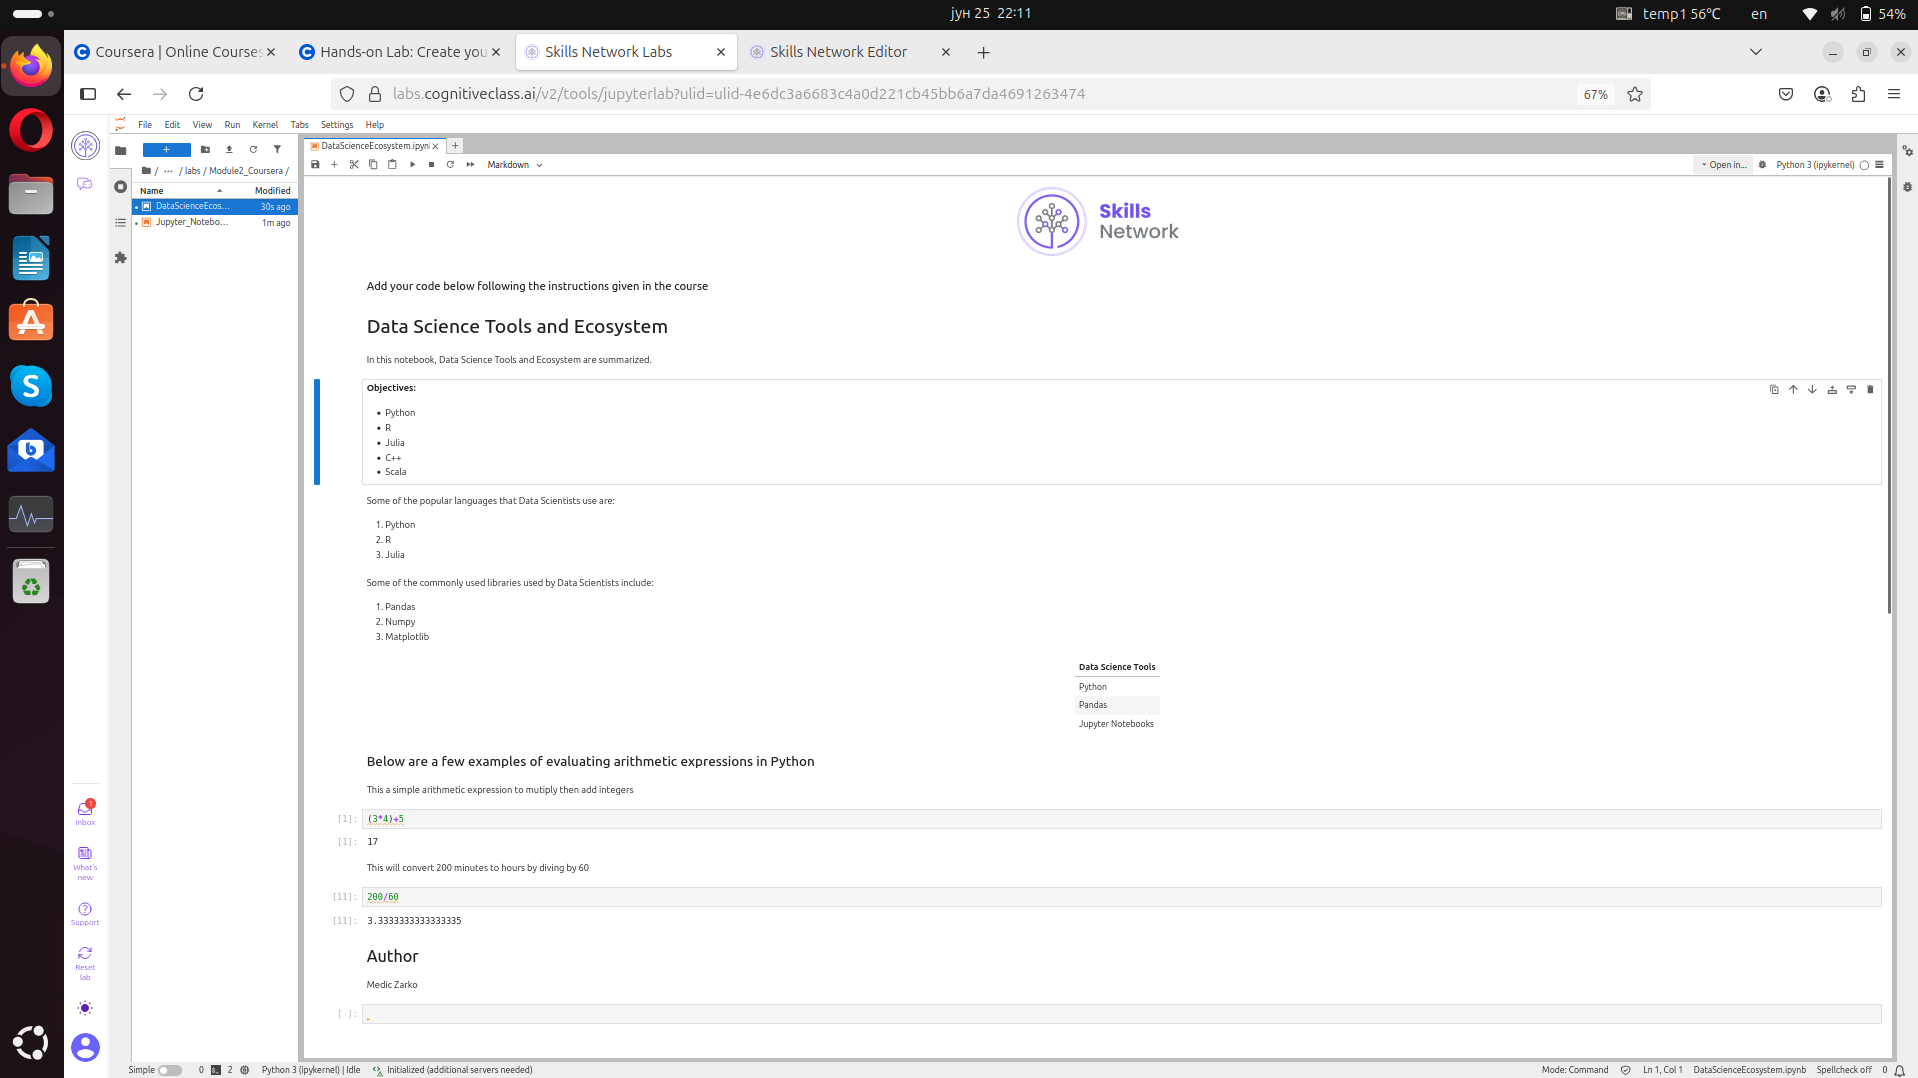 јун 25 22:11
temp1 56°C en 54%
Coursera | Online Courses
Hands-on Lab: Create you
Skills Network Labs
Skills Network Editor
labs.cognitiveclass.ai/v2/tools/jupyterlab?ulid=ulid-4e6dc3a6683c4a0d221cb45bb6a7da4691263474
67%
File Edit View Run Kernel Tabs Settings Help
DataScienceEcosystem.ipynl
Markdown
Open in... Python 3 (ipykernel)
/ ··· / labs / Module2_Coursera /
Name Modified
DataScienceEcos... 30s ago
Jupyter_Notebo... 1m ago
Skills
Network
Add your code below following the instructions given in the course
Data Science Tools and Ecosystem
In this notebook, Data Science Tools and Ecosystem are summarized.
Objectives:
• Python
• R
• Julia
• C++
• Scala
Some of the popular languages that Data Scientists use are:
1. Python
2. R
3. Julia
Some of the commonly used libraries used by Data Scientists include:
1. Pandas
2. Numpy
3. Matplotlib
Data Science Tools
Python
Pandas
Jupyter Notebooks
Below are a few examples of evaluating arithmetic expressions in Python
This a simple arithmetic expression to mutiply then add integers
[1]: (3*4)+5
[1]: 17
This will convert 200 minutes to hours by diving by 60
[11]: 200/60
[11]: 3.3333333333333335
Author
Medic Zarko
[ ]:
1
Inbox
What's
new
Support
Reset
lab
Simple 0 2 Python 3 (ipykernel) | Idle Initialized (additional servers needed)
Mode: Command Ln 1, Col 1 DataScienceEcosystem.ipynb Spellcheck off 0